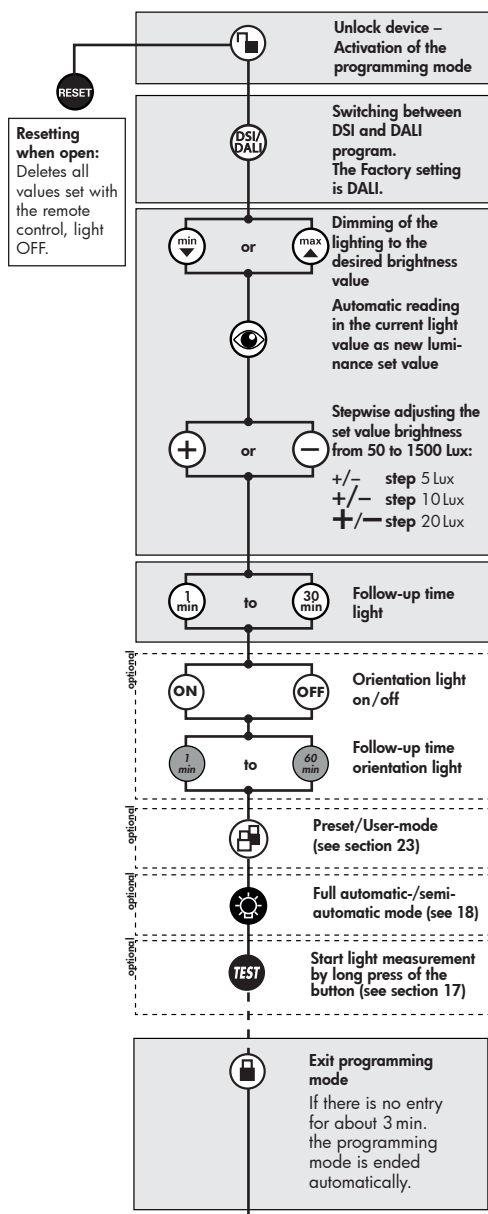 Unlock device –
Activation of the
programming mode
RESET
Resetting
when open:
Deletes all
values set with
the remote
control, light
OFF.
DSI/
DALI
Switching between
DSI and DALI
program.
The Factory setting
is DALI.
min
or
max
Dimming of the
lighting to the
desired brightness
value
Automatic reading
in the current light
value as new lumi-
nance set value
+
or
–
Stepwise adjusting the
set value brightness
from 50 to 1500 Lux:
+/– step 5 Lux
+/– step 10 Lux
+/– step 20 Lux
1
min
to
30
min
Follow-up time
light
optional
ON
OFF
Orientation light
on/off
1
min
to
60
min
Follow-up time
orientation light
optional
Preset/User-mode
(see section 23)
optional
Full automatic-/semi-
automatic mode (see 18)
optional
TEST
Start light measurement
by long press of the
button (see section 17)
Exit programming
mode
If there is no entry
for about 3 min.
the programming
mode is ended
automatically.